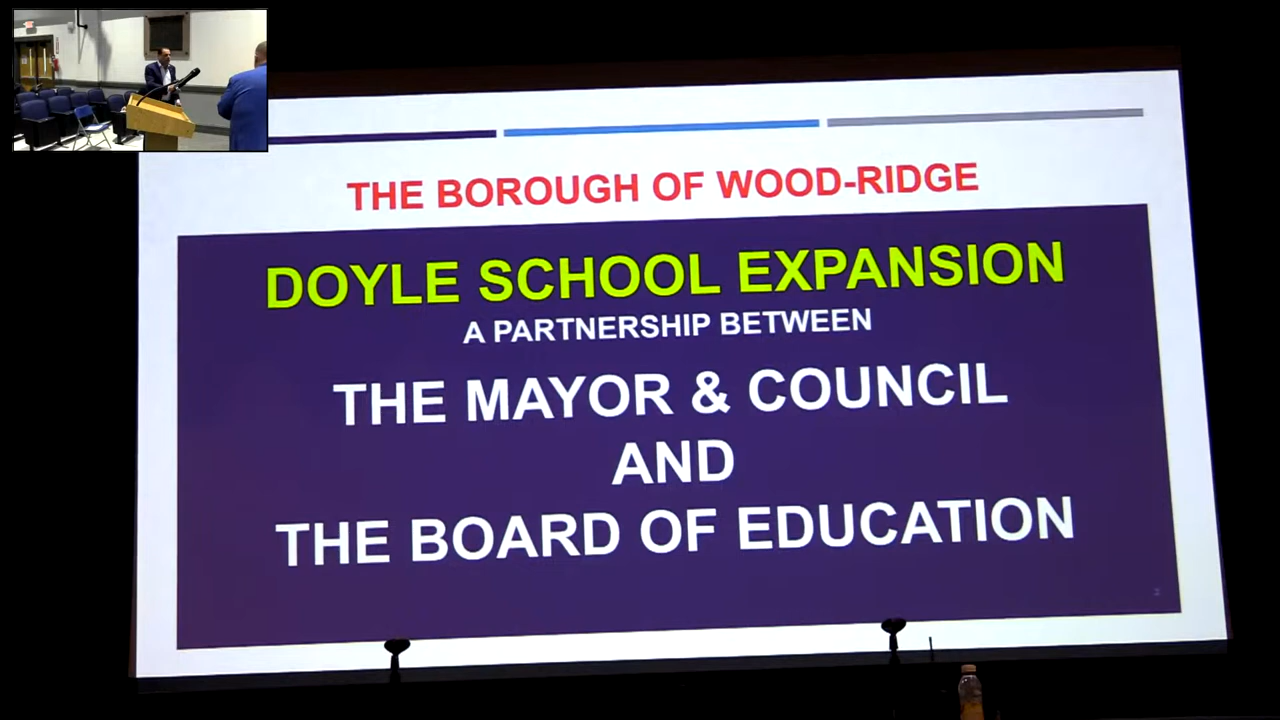 THE BOROUGH OF WOOD-RIDGE
DOYLE SCHOOL EXPANSION
A PARTNERSHIP BETWEEN
THE MAYOR & COUNCIL
AND
THE BOARD OF EDUCATION